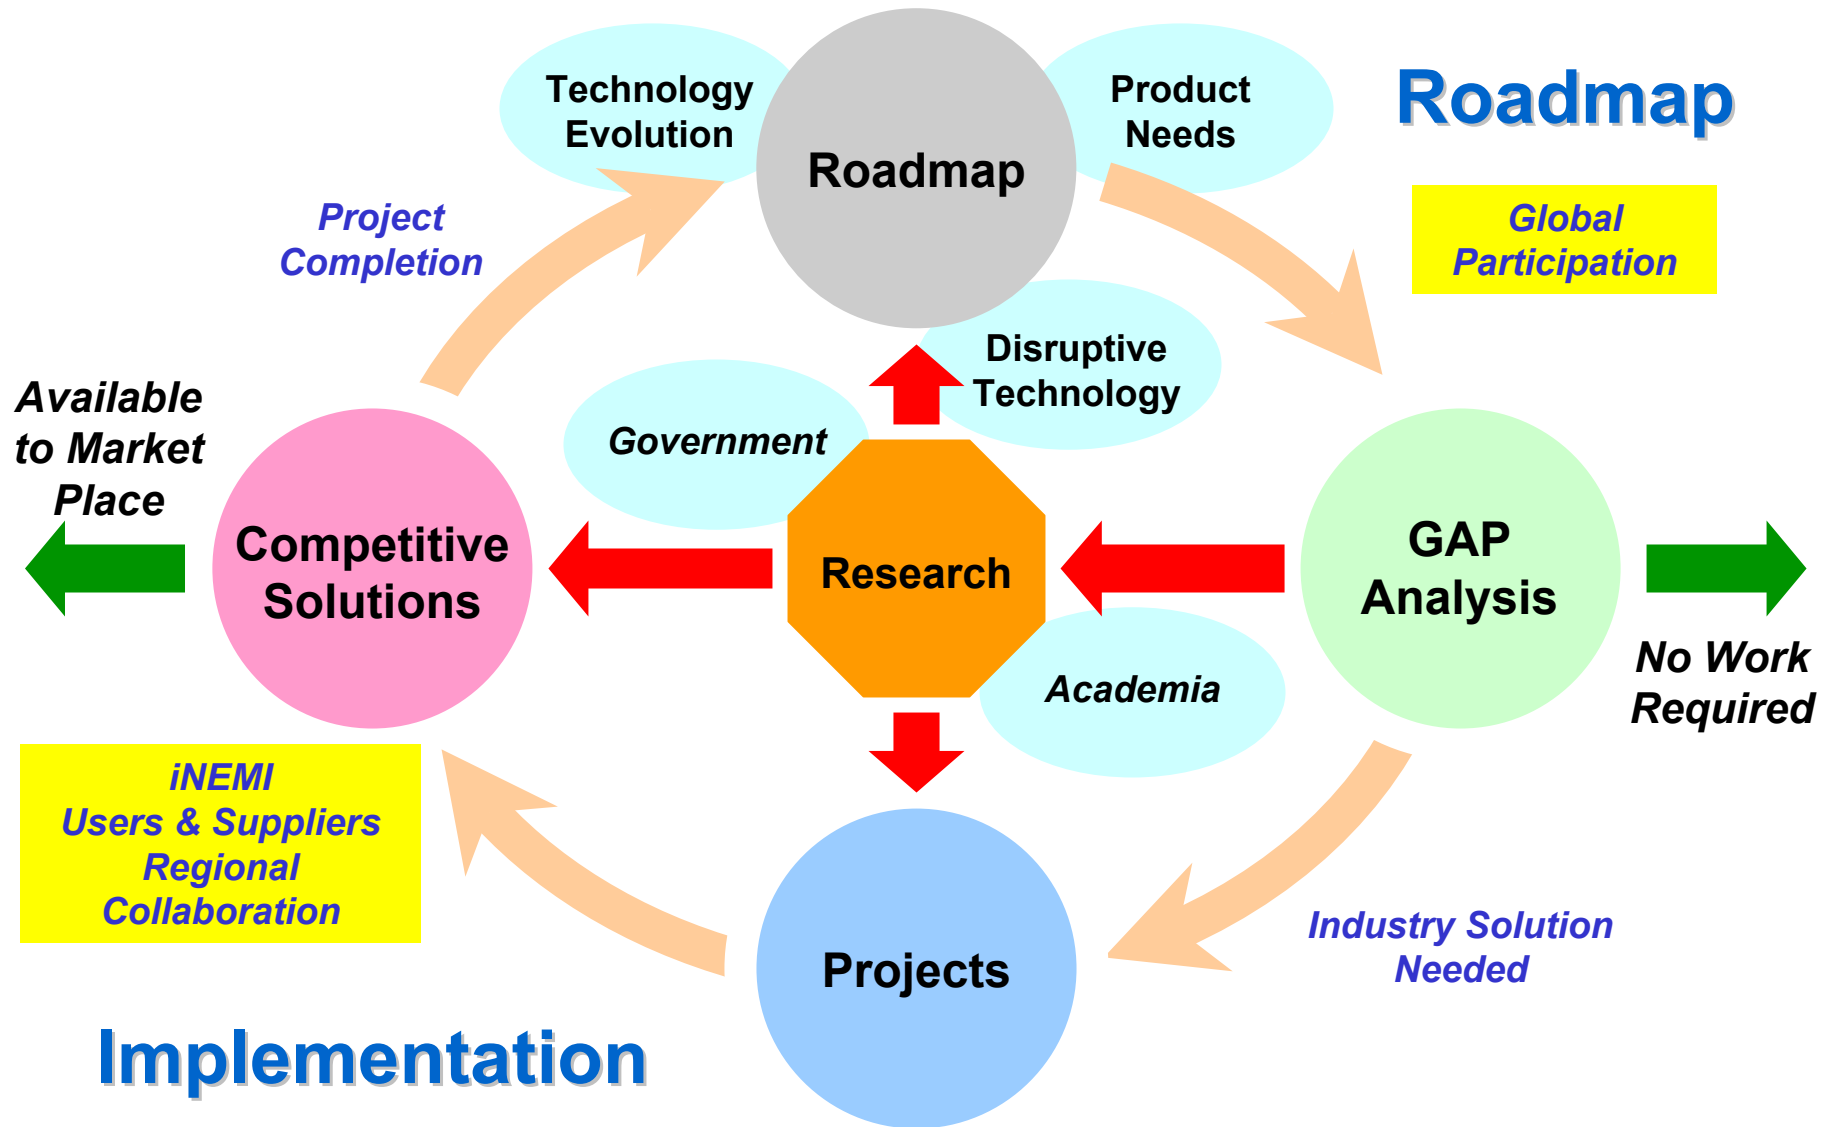 Technology
Evolution
Roadmap
Product
Needs
Roadmap
Global
Participation
Project
Completion
Disruptive
Technology
Government
Available
to Market
Place
Competitive
Solutions
Research
GAP
Analysis
No Work
Required
Academia
iNEMI
Users & Suppliers
Regional
Collaboration
Projects
Industry Solution
Needed
Implementation